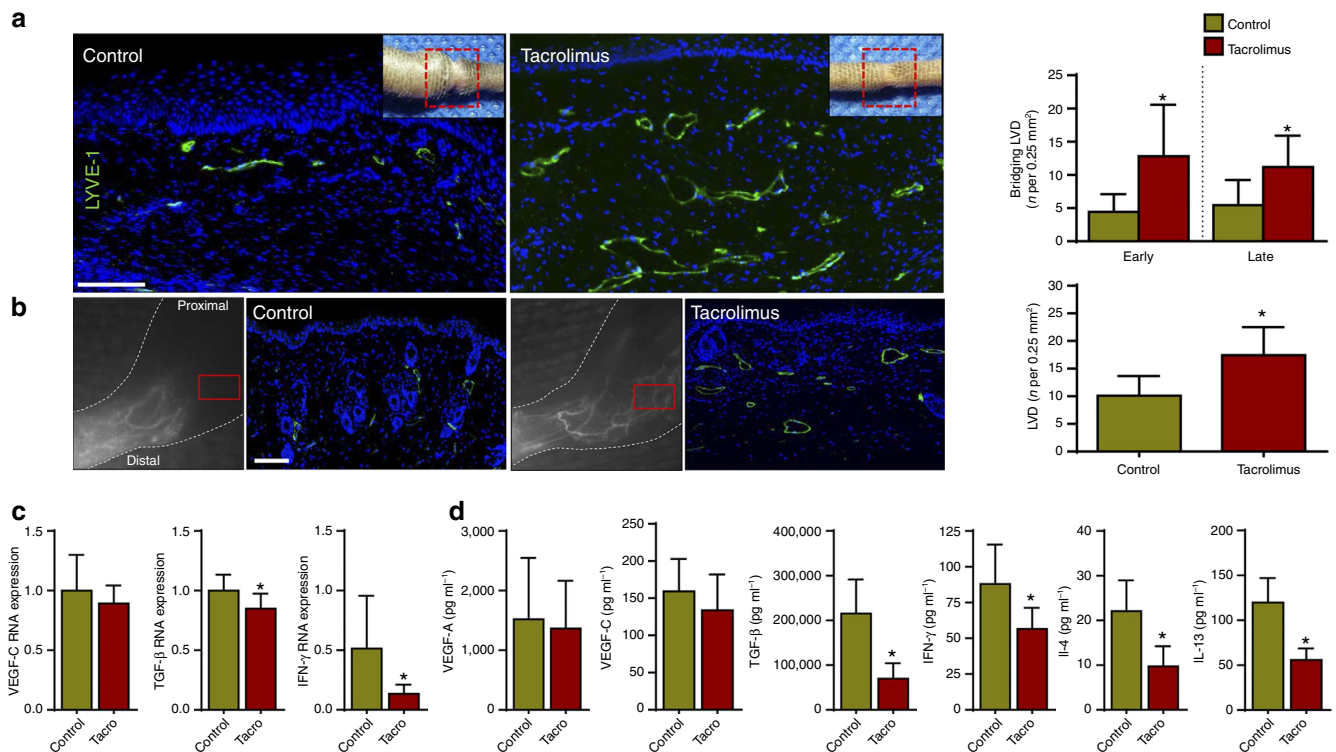 a
Control
LYVE-1
Tacrolimus
Control
Tacrolimus
Bridging LVD
(n per 0.25 mm²)
25
20
15
10
5
0
*
*
Early
Late
b
Proximal
Distal
Control
Tacrolimus
LVD (n per 0.25 mm²)
30
25
20
15
10
5
0
*
Control
Tacrolimus
c
VEGF-C RNA expression
1.5
1.0
0.5
0.0
Control
Tacro
TGF-β RNA expression
1.5
1.0
0.5
0.0
*
Control
Tacro
IFN-γ RNA expression
1.5
1.0
0.5
0.0
*
Control
Tacro
d
VEGF-A (pg ml⁻¹)
3,000
2,000
1,000
0
Control
Tacro
VEGF-C (pg ml⁻¹)
250
200
150
100
50
0
Control
Tacro
TGF-β (pg ml⁻¹)
400,000
300,000
200,000
100,000
0
*
Control
Tacro
IFN-γ (pg ml⁻¹)
125
100
75
50
25
0
*
Control
Tacro
Il-4 (pg ml⁻¹)
40
30
20
10
0
*
Control
Tacro
IL-13 (pg ml⁻¹)
200
150
100
50
0
*
Control
Tacro